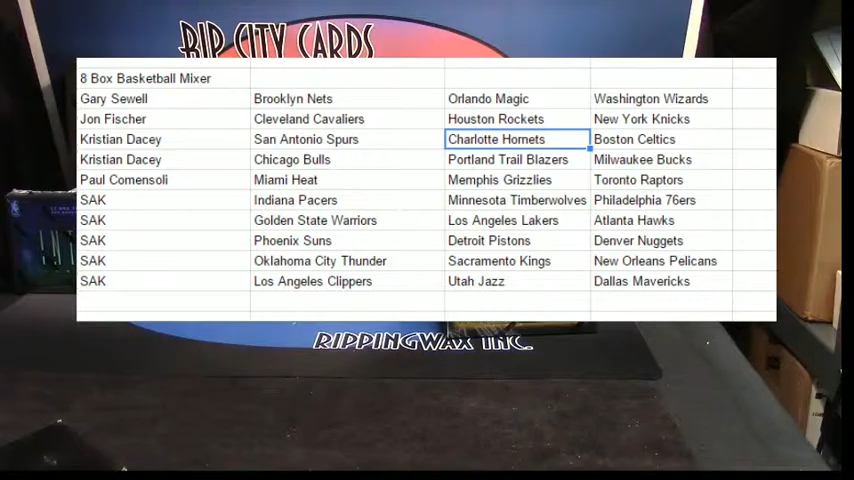 RIP CITY CARDS
8 Box Basketball Mixer
Gary Sewell Brooklyn Nets Orlando Magic Washington Wizards
Jon Fischer Cleveland Cavaliers Houston Rockets New York Knicks
Kristian Dacey San Antonio Spurs Charlotte Hornets Boston Celtics
Kristian Dacey Chicago Bulls Portland Trail Blazers Milwaukee Bucks
Paul Comensoli Miami Heat Memphis Grizzlies Toronto Raptors
SAK Indiana Pacers Minnesota Timberwolves Philadelphia 76ers
SAK Golden State Warriors Los Angeles Lakers Atlanta Hawks
SAK Phoenix Suns Detroit Pistons Denver Nuggets
SAK Oklahoma City Thunder Sacramento Kings New Orleans Pelicans
SAK Los Angeles Clippers Utah Jazz Dallas Mavericks
RIPPINGWAX INC.